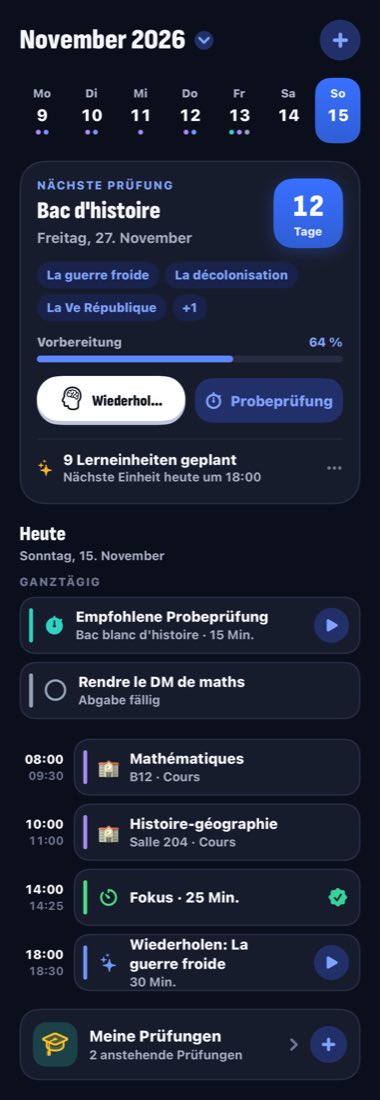 November 2026
Mo Di Mi Do Fr Sa So
9 10 11 12 13 14 15
NÄCHSTE PRÜFUNG
Bac d'histoire
Freitag, 27. November
12
Tage
La guerre froide La décolonisation
La Ve République +1
Vorbereitung 64 %
Wiederhol... Probeprüfung
9 Lerneinheiten geplant
Nächste Einheit heute um 18:00
Heute
Sonntag, 15. November
GANZTÄGIG
Empfohlene Probeprüfung
Bac blanc d'histoire · 15 Min.
Rendre le DM de maths
Abgabe fällig
08:00 Mathématiques
09:30 B12 · Cours
10:00 Histoire-géographie
11:00 Salle 204 · Cours
14:00 Fokus · 25 Min.
14:25
18:00 Wiederholen: La
18:30 guerre froide
30 Min.
Meine Prüfungen
2 anstehende Prüfungen